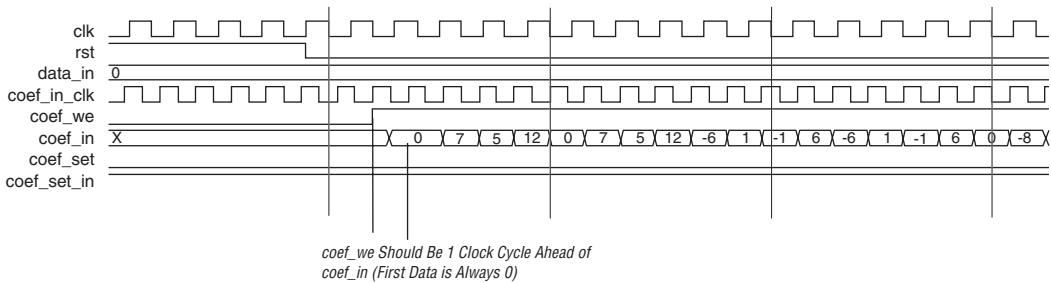 clk
rst
data_in 0
coef_in_clk
coef_we
coef_in X 0 7 5 12 0 7 5 12 -6 1 -1 6 -6 1 -1 6 0 -8
coef_set
coef_set_in
coef_we Should Be 1 Clock Cycle Ahead of
coef_in (First Data is Always 0)